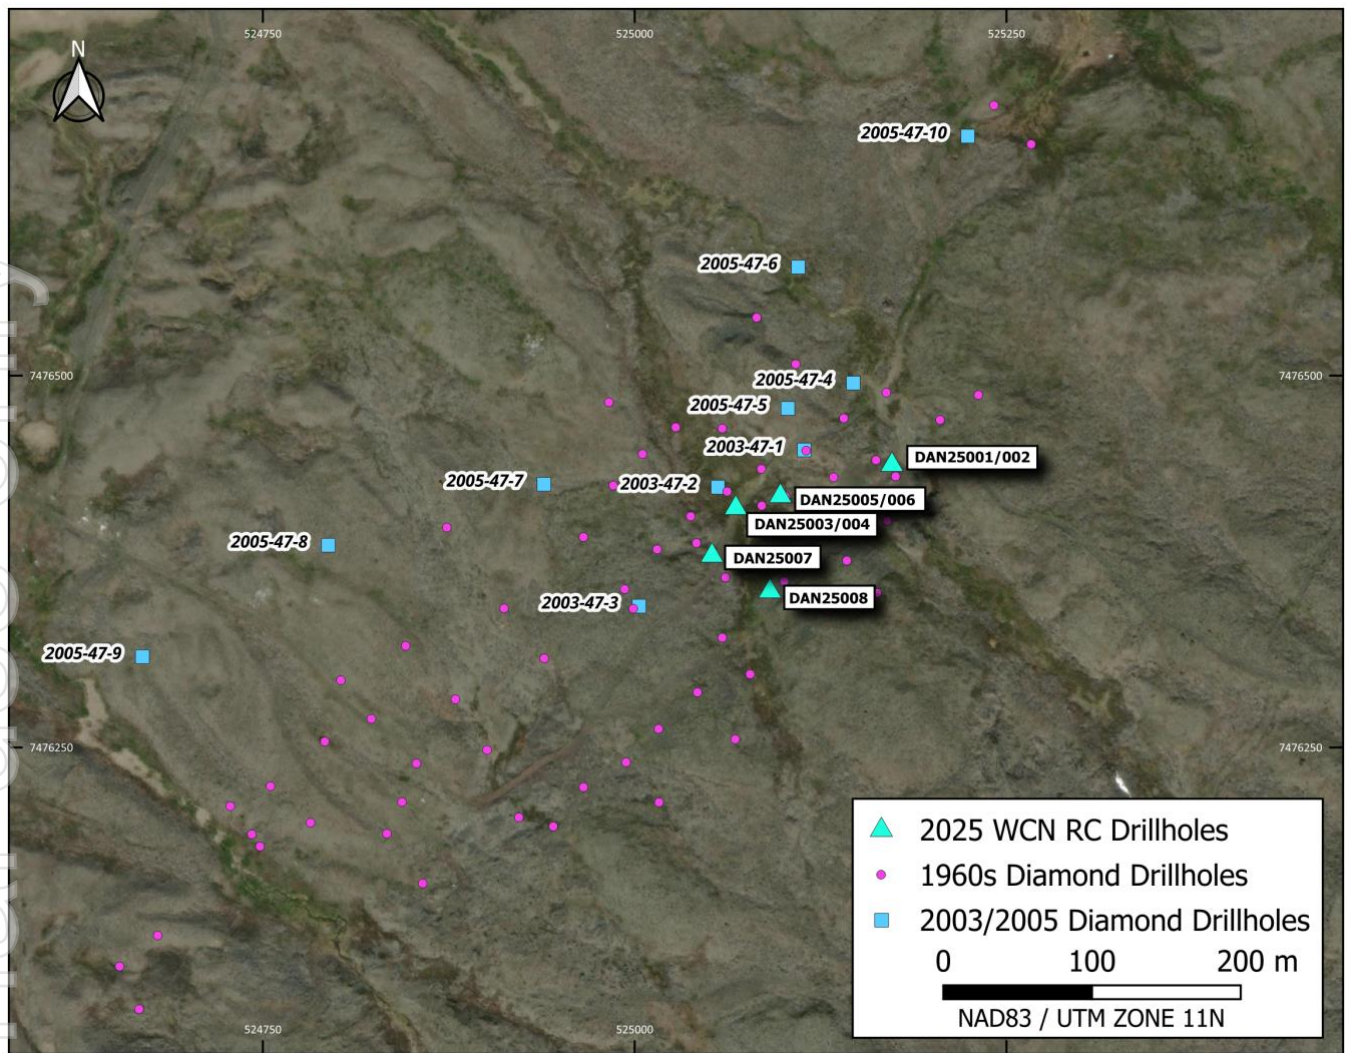 524750
525000
525250
N
2005-47-10
2005-47-6
7476500
7476500
2005-47-4
2005-47-5
2003-47-1
DAN25001/002
2005-47-7
2003-47-2
DAN25005/006
DAN25003/004
2005-47-8
DAN25007
2003-47-3
DAN25008
2005-47-9
7476250
7476250
2025 WCN RC Drillholes
1960s Diamond Drillholes
2003/2005 Diamond Drillholes
0 100 200 m
NAD83 / UTM ZONE 11N
524750
525000